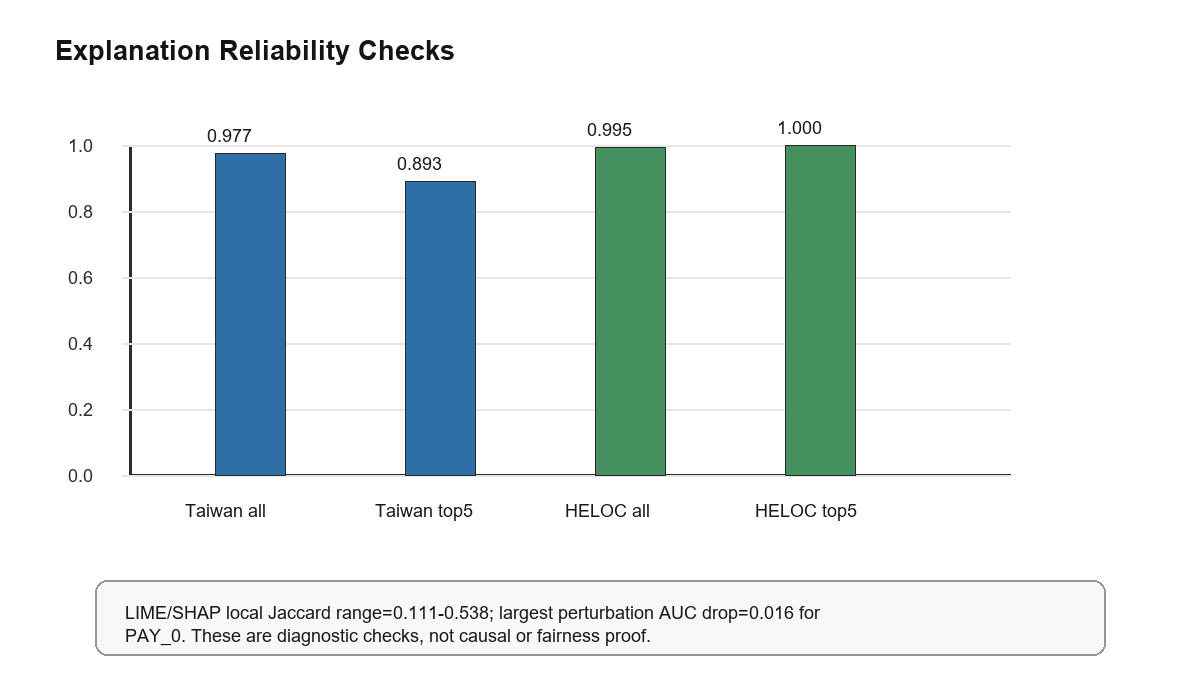 Explanation Reliability Checks
0.977
0.893
0.995
1.000
1.0
0.8
0.6
0.4
0.2
0.0
Taiwan all
Taiwan top5
HELOC all
HELOC top5
LIME/SHAP local Jaccard range=0.111-0.538; largest perturbation AUC drop=0.016 for
PAY_0. These are diagnostic checks, not causal or fairness proof.